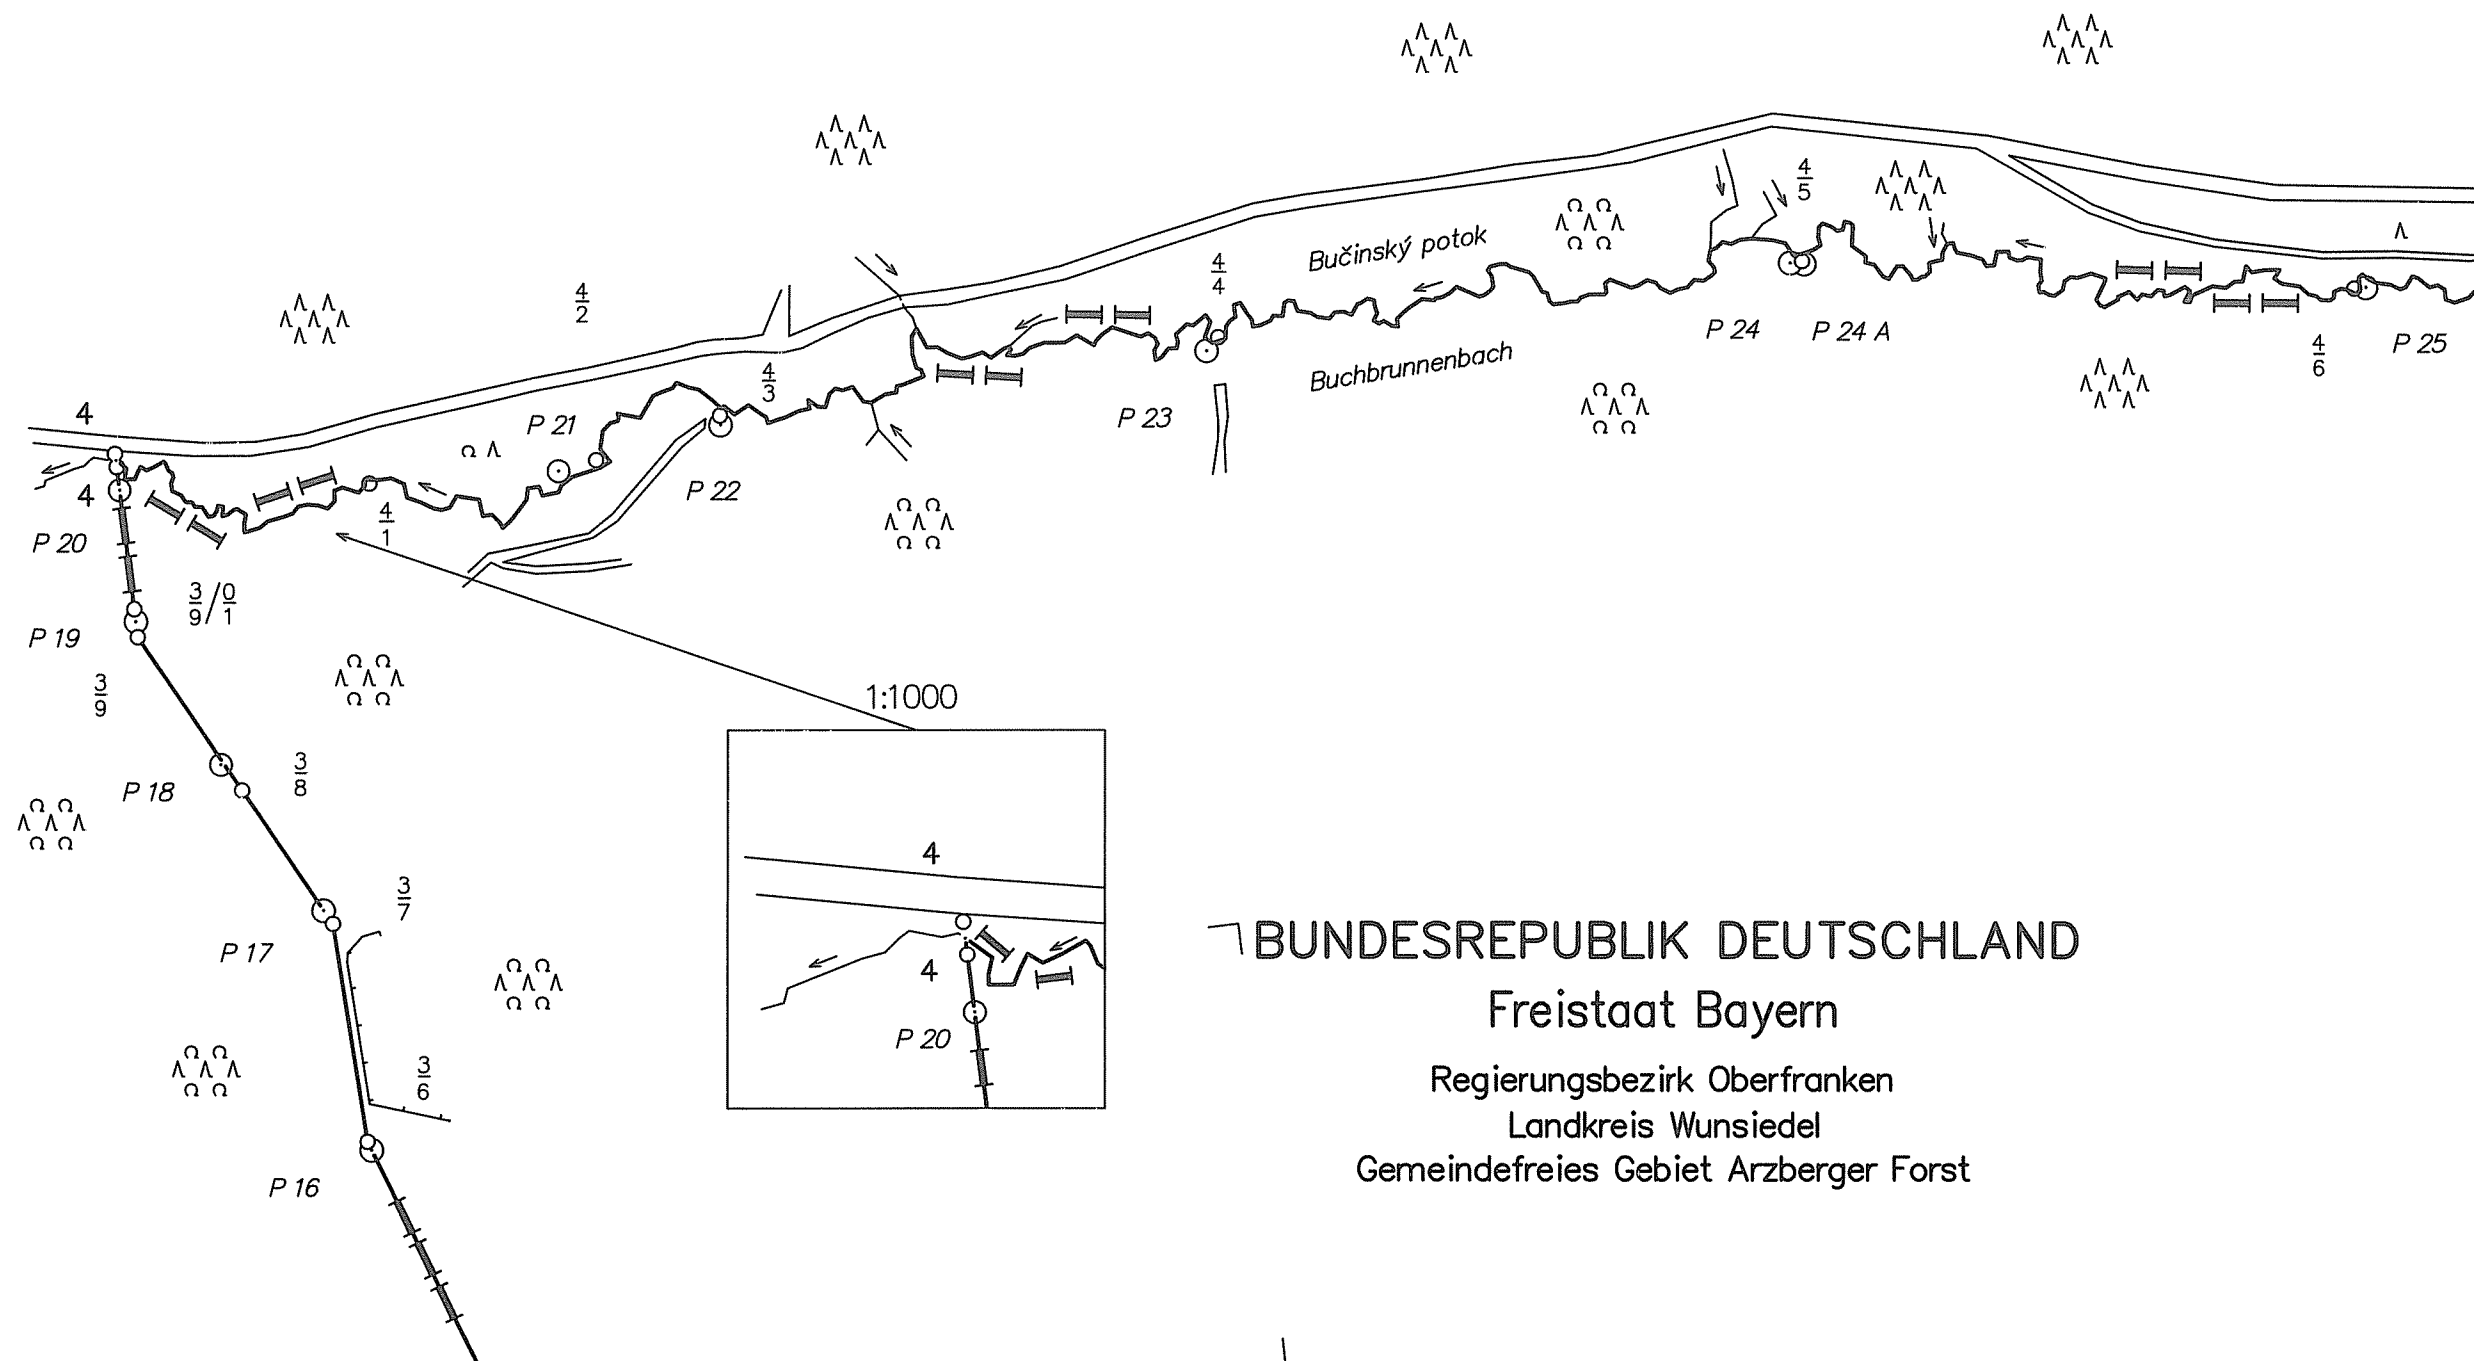 4/5
Bučinský potok
4/4
4/2
P 24
P 24 A
4/6
P 25
Buchbrunnenbach
4/3
4
P 21
P 23
4
P 22
4/1
P 20
3/9/0/1
P 19
3/9
1:1000
3/8
P 18
4
3/7
P 17
4
P 20
3/6
P 16
BUNDESREPUBLIK DEUTSCHLAND
Freistaat Bayern
Regierungsbezirk Oberfranken
Landkreis Wunsiedel
Gemeindefreies Gebiet Arzberger Forst